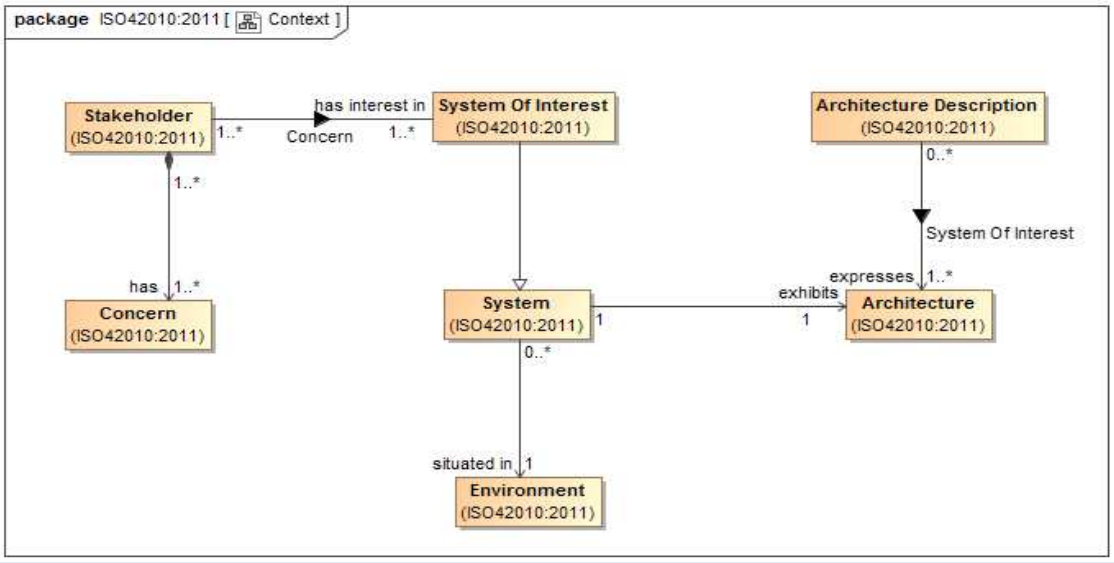 package ISO42010:2011 [ Context ]
Stakeholder
(ISO42010:2011)
1..*
has interest in
Concern
1..*
System Of Interest
(ISO42010:2011)
Architecture Description
(ISO42010:2011)
1..*
0..*
System Of Interest
has
1..*
Concern
(ISO42010:2011)
System
(ISO42010:2011)
1
exhibits
1
expresses
1..*
Architecture
(ISO42010:2011)
0..*
situated in
1
Environment
(ISO42010:2011)